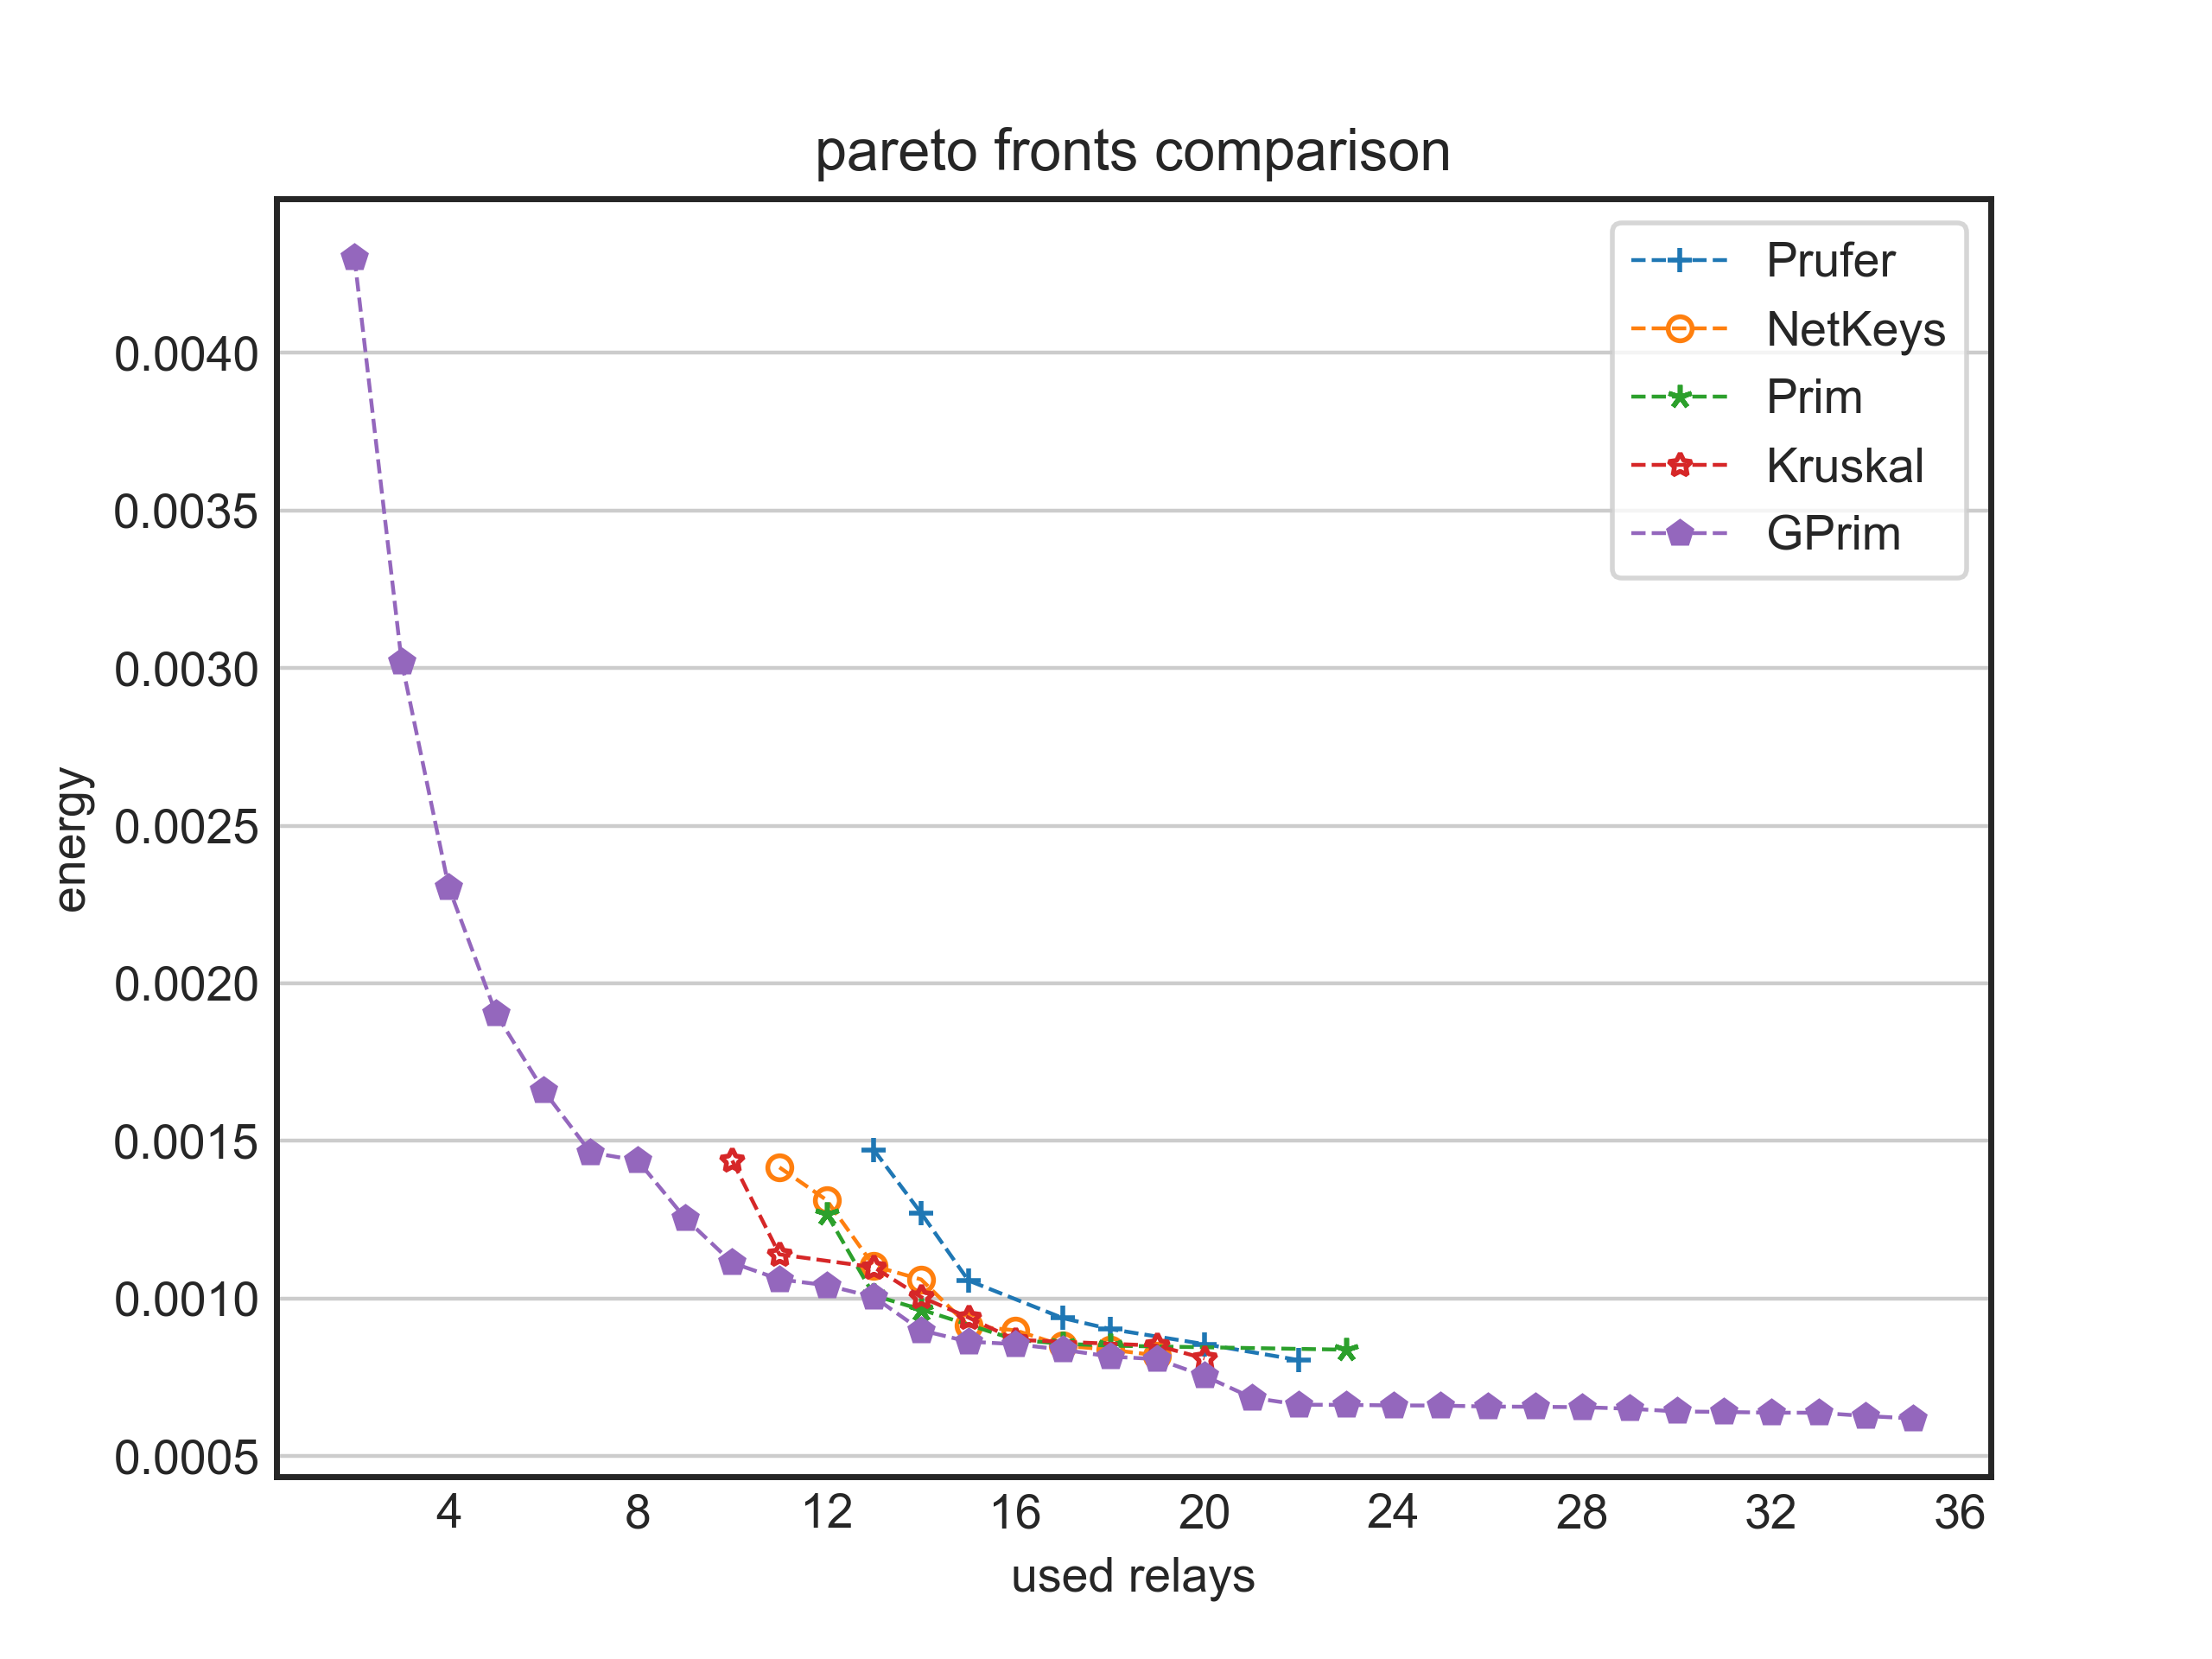 pareto fronts comparison
Prufer
NetKeys
Prim
Kruskal
GPrim
0.0040
0.0035
0.0030
0.0025
0.0020
0.0015
0.0010
0.0005
energy
4 8 12 16 20 24 28 32 36
used relays